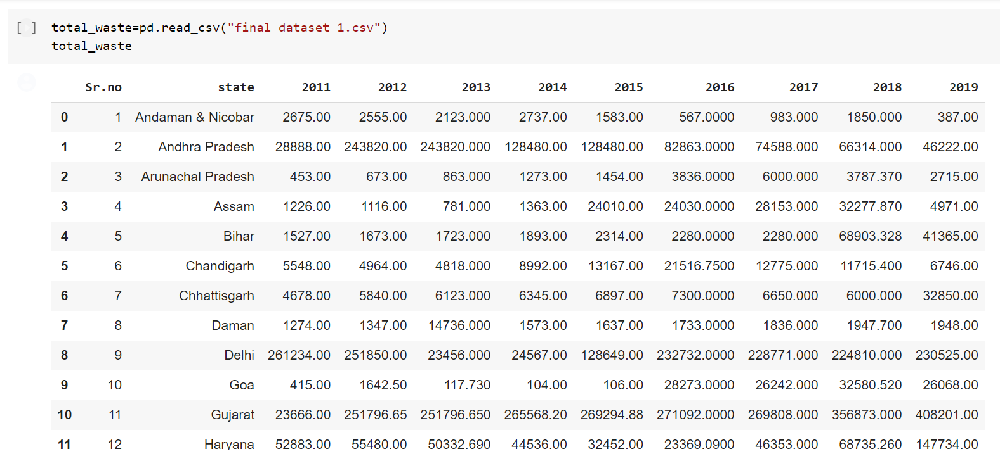 [ ] total_waste=pd.read_csv("final dataset 1.csv")
total_waste
Sr.no state 2011 2012 2013 2014 2015 2016 2017 2018 2019
0 1 Andaman & Nicobar 2675.00 2555.00 2123.000 2737.00 1583.00 567.0000 983.000 1850.000 387.00
1 2 Andhra Pradesh 28888.00 243820.00 243820.000 128480.00 128480.00 82863.0000 74588.000 66314.000 46222.00
2 3 Arunachal Pradesh 453.00 673.00 863.000 1273.00 1454.00 3836.0000 6000.000 3787.370 2715.00
3 4 Assam 1226.00 1116.00 781.000 1363.00 24010.00 24030.0000 28153.000 32277.870 4971.00
4 5 Bihar 1527.00 1673.00 1723.000 1893.00 2314.00 2280.0000 2280.000 68903.328 41365.00
5 6 Chandigarh 5548.00 4964.00 4818.000 8992.00 13167.00 21516.7500 12775.000 11715.400 6746.00
6 7 Chhattisgarh 4678.00 5840.00 6123.000 6345.00 6897.00 7300.0000 6650.000 6000.000 32850.00
7 8 Daman 1274.00 1347.00 14736.000 1573.00 1637.00 1733.0000 1836.000 1947.700 1948.00
8 9 Delhi 261234.00 251850.00 23456.000 24567.00 128649.00 232732.0000 228771.000 224810.000 230525.00
9 10 Goa 415.00 1642.50 117.730 104.00 106.00 28273.0000 26242.000 32580.520 26068.00
10 11 Gujarat 23666.00 251796.65 251796.650 265568.20 269294.88 271092.0000 269808.000 356873.000 408201.00
11 12 Haryana 52883.00 55480.00 50332.690 44536.00 32452.00 23369.0900 46353.000 68735.260 147734.00